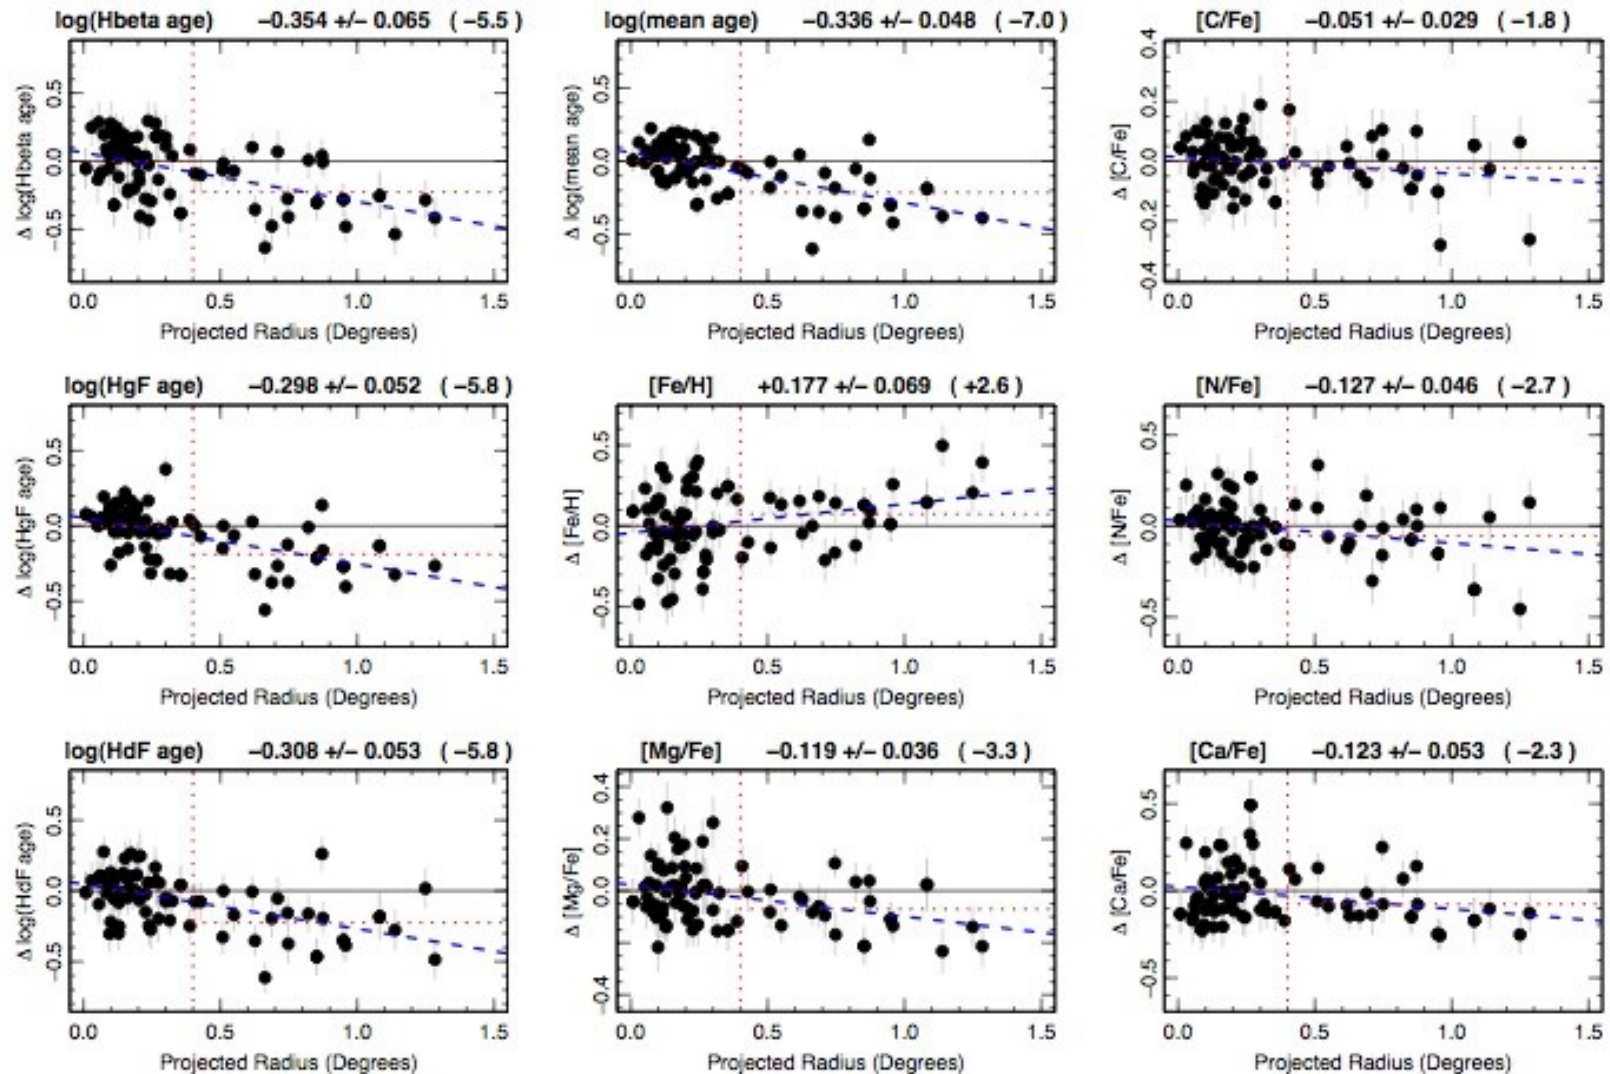 log(Hbeta age) −0.354 +/− 0.065 ( −5.5 )
Δ log(Hbeta age)
0.5
0.0
−0.5
0.0 0.5 1.0 1.5
Projected Radius (Degrees)
log(mean age) −0.336 +/− 0.048 ( −7.0 )
Δ log(mean age)
0.5
0.0
−0.5
0.0 0.5 1.0 1.5
Projected Radius (Degrees)
[C/Fe] −0.051 +/− 0.029 ( −1.8 )
Δ [C/Fe]
0.4
0.2
0.0
−0.2
−0.4
0.0 0.5 1.0 1.5
Projected Radius (Degrees)
log(HgF age) −0.298 +/− 0.052 ( −5.8 )
Δ log(HgF age)
0.5
0.0
−0.5
0.0 0.5 1.0 1.5
Projected Radius (Degrees)
[Fe/H] +0.177 +/− 0.069 ( +2.6 )
Δ [Fe/H]
0.5
0.0
−0.5
0.0 0.5 1.0 1.5
Projected Radius (Degrees)
[N/Fe] −0.127 +/− 0.046 ( −2.7 )
Δ [N/Fe]
0.5
0.0
−0.5
0.0 0.5 1.0 1.5
Projected Radius (Degrees)
log(HdF age) −0.308 +/− 0.053 ( −5.8 )
Δ log(HdF age)
0.5
0.0
−0.5
0.0 0.5 1.0 1.5
Projected Radius (Degrees)
[Mg/Fe] −0.119 +/− 0.036 ( −3.3 )
Δ [Mg/Fe]
0.4
0.2
0.0
−0.4
0.0 0.5 1.0 1.5
Projected Radius (Degrees)
[Ca/Fe] −0.123 +/− 0.053 ( −2.3 )
Δ [Ca/Fe]
0.5
0.0
−0.5
0.0 0.5 1.0 1.5
Projected Radius (Degrees)